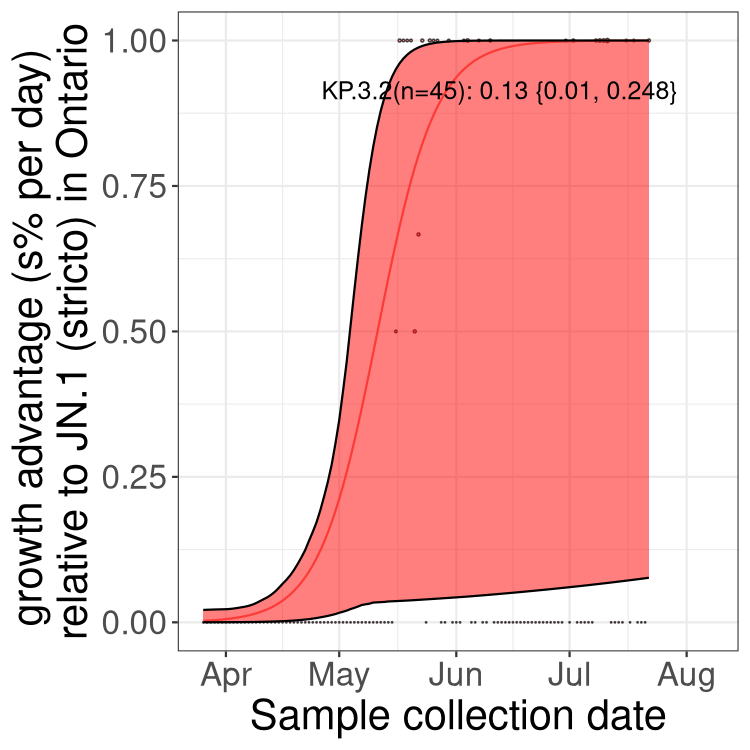 growth advantage (s% per day)
relative to JN.1 (stricto) in Ontario
1.00
0.75
0.50
0.25
0.00
KP.3.2(n=45): 0.13 {0.01, 0.248}
Apr May Jun Jul Aug
Sample collection date